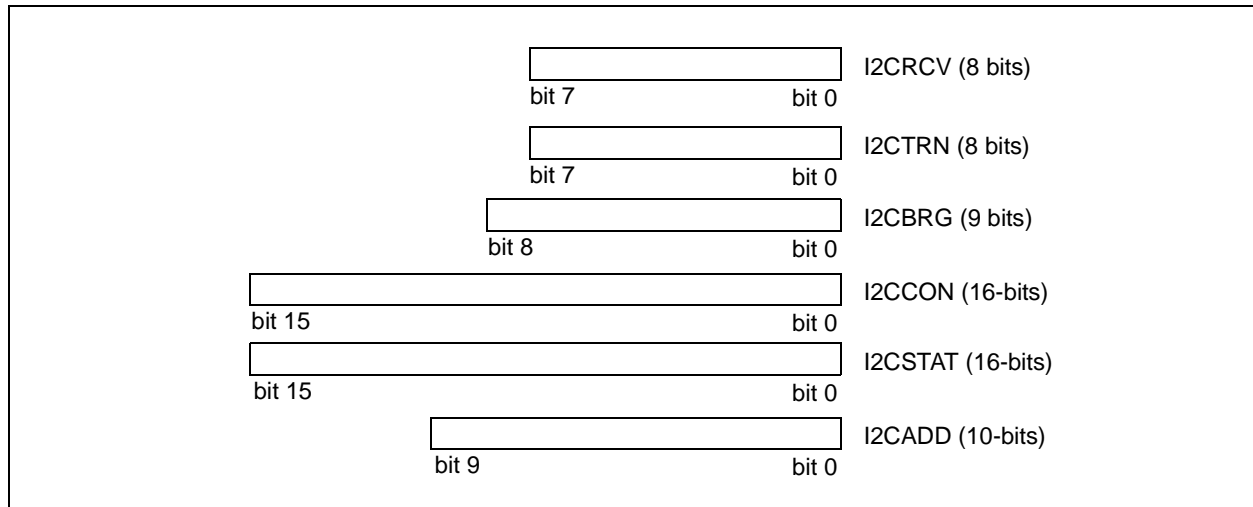 I2CRCV (8 bits)
bit 7 bit 0
I2CTRN (8 bits)
bit 7 bit 0
I2CBRG (9 bits)
bit 8 bit 0
I2CCON (16-bits)
bit 15 bit 0
I2CSTAT (16-bits)
bit 15 bit 0
I2CADD (10-bits)
bit 9 bit 0